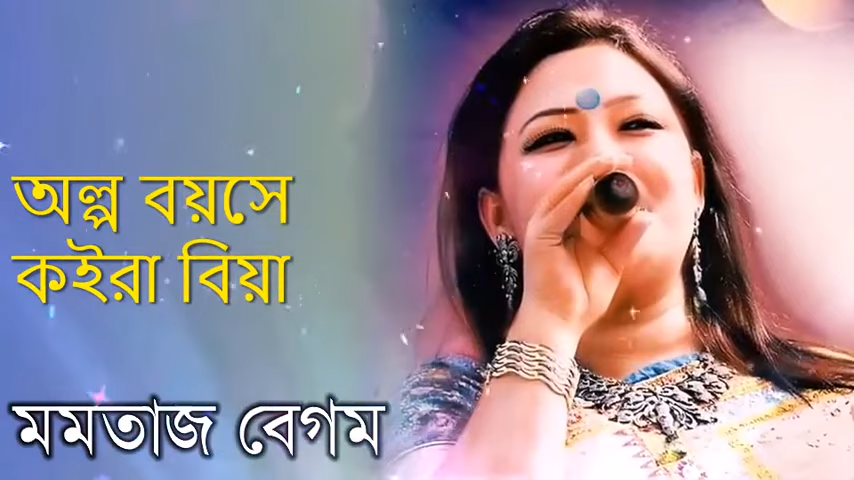 অল্প বয়সে
কইরা বিয়া
মমতাজ বেগম